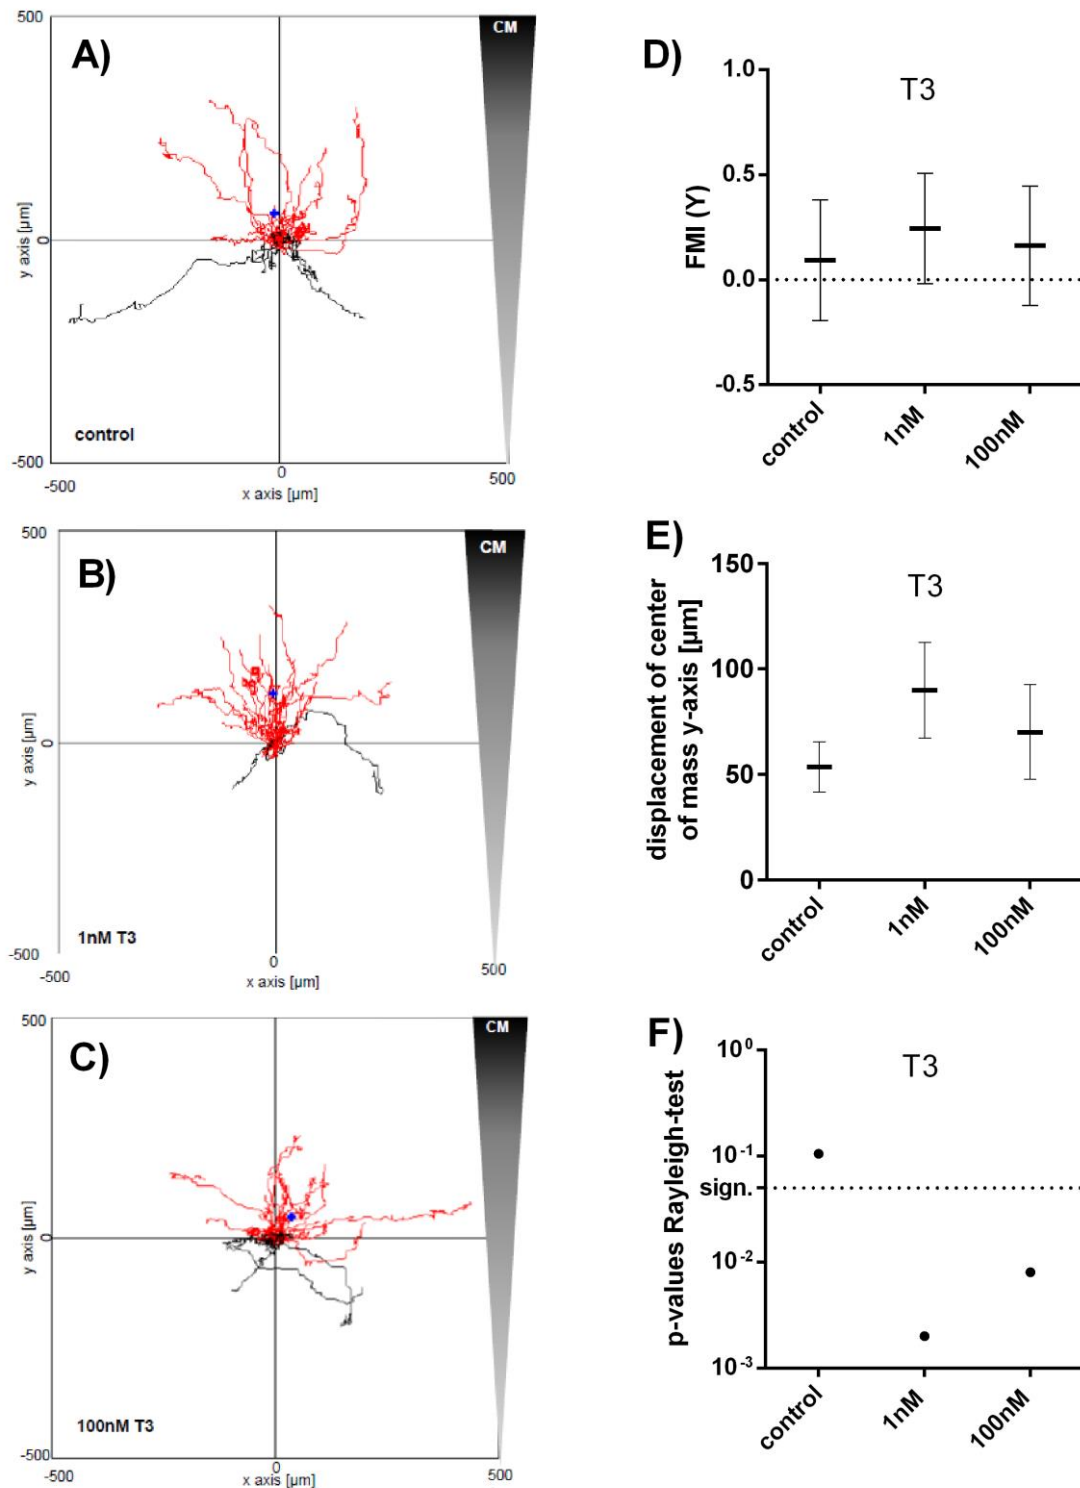 A)
CM
500
y axis [µm]
0
control
-500
-500
0
500
x axis [µm]
B)
CM
500
y axis [µm]
0
1nM T3
-500
-500
0
500
x axis [µm]
C)
CM
500
y axis [µm]
0
100nM T3
-500
-500
0
500
x axis [µm]
D)
T3
FMI (Y)
1.0
0.5
0.0
-0.5
control
1nM
100nM
E)
T3
displacement of center
of mass y-axis [µm]
150
100
50
0
control
1nM
100nM
F)
T3
p-values Rayleigh-test
10⁰
10⁻¹
sign.
10⁻²
10⁻³
control
1nM
100nM